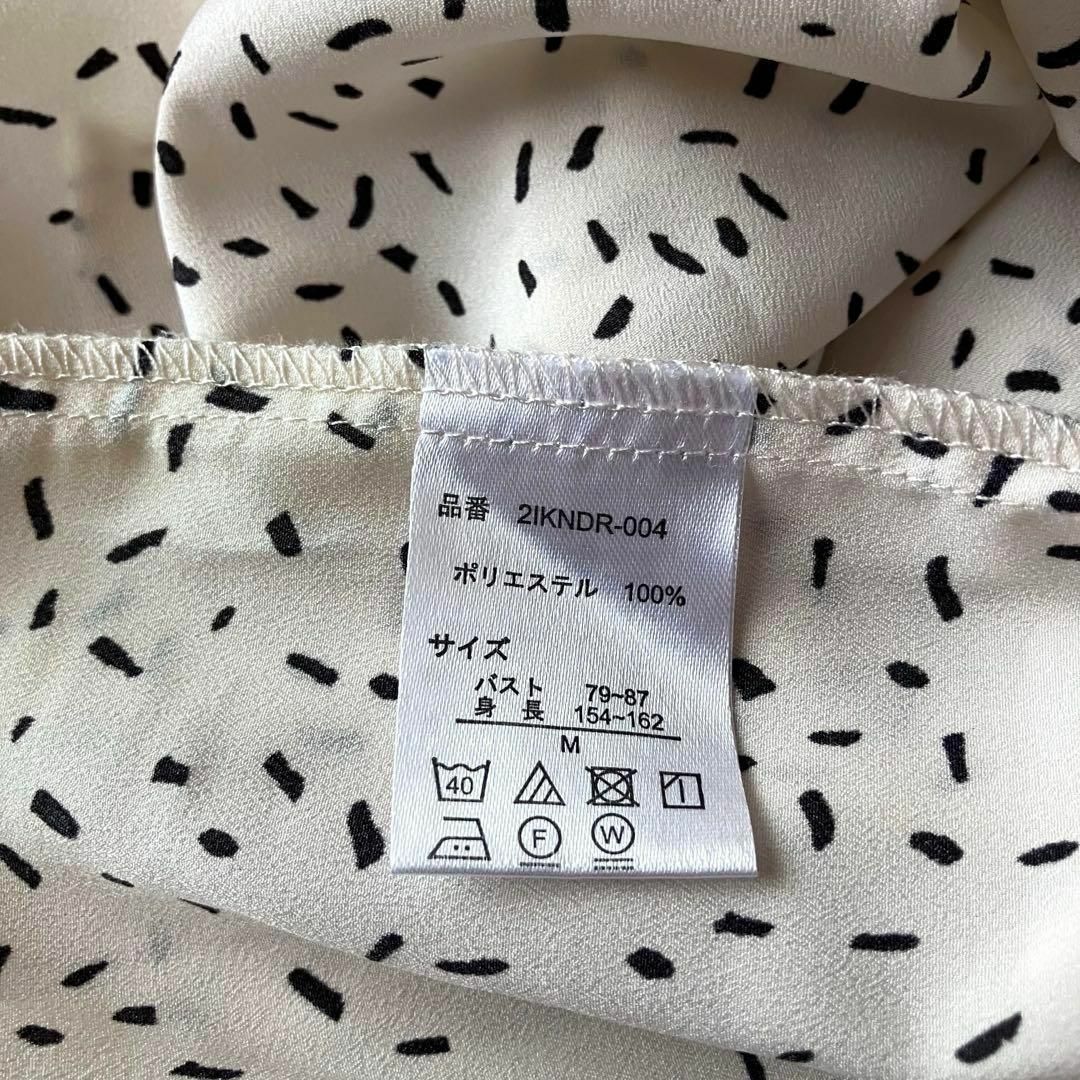 品番 2IKNDR-004
ポリエステル 100%
サイズ
バスト 79~87
身長 154~162
M
40
F W